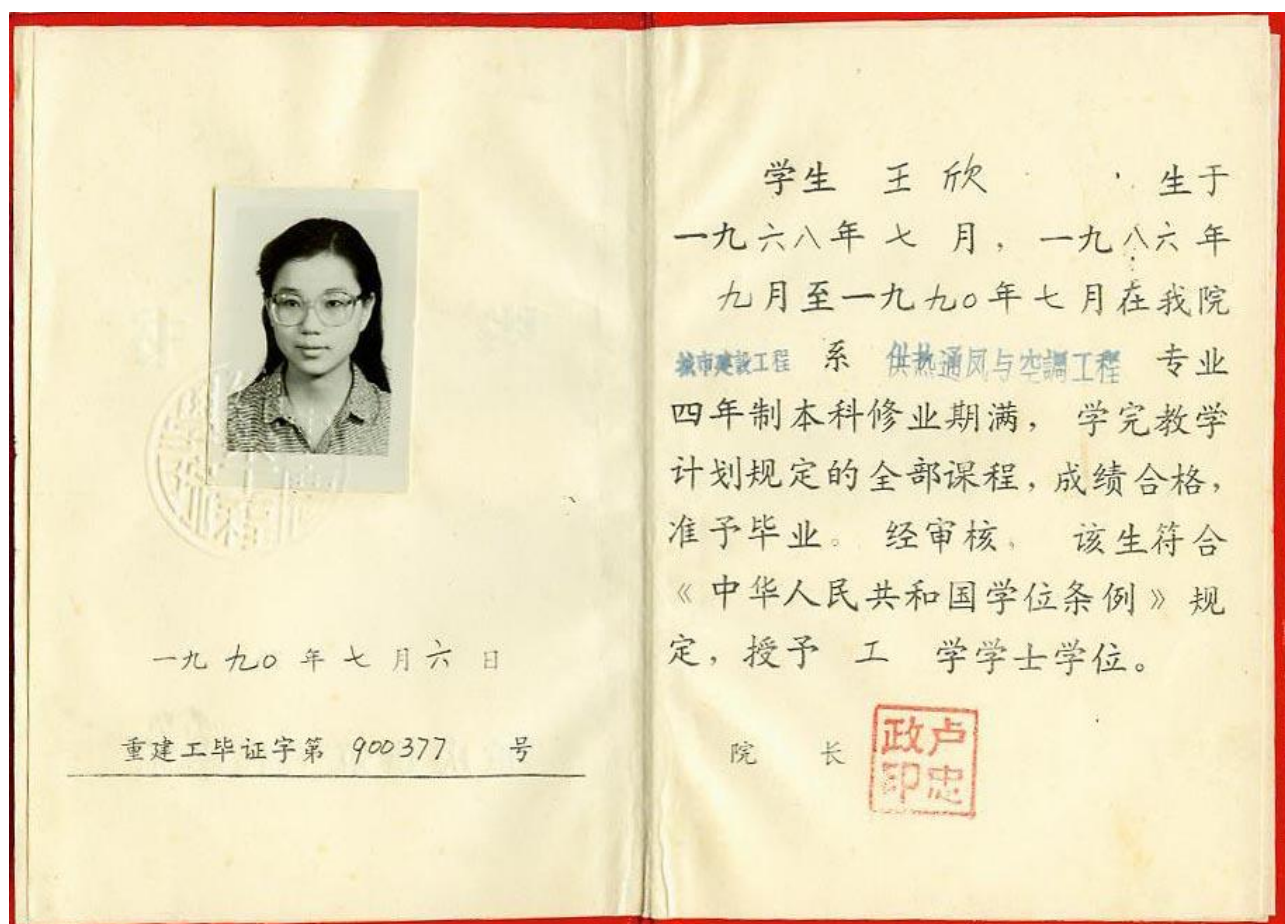 一九九〇年七月六日
重建工毕证字第 900377 号
学生 王欣 生于
一九六八年七月，一九八六年
九月至一九九〇年七月在我院
城市建設工程 系 供热通风与空調工程 专业
四年制本科修业期满，学完教学
计划规定的全部课程，成绩合格，
准予毕业。经审核，该生符合
《中华人民共和国学位条例》规
定，授予 工 学学士学位。
院 长
卢忠政印